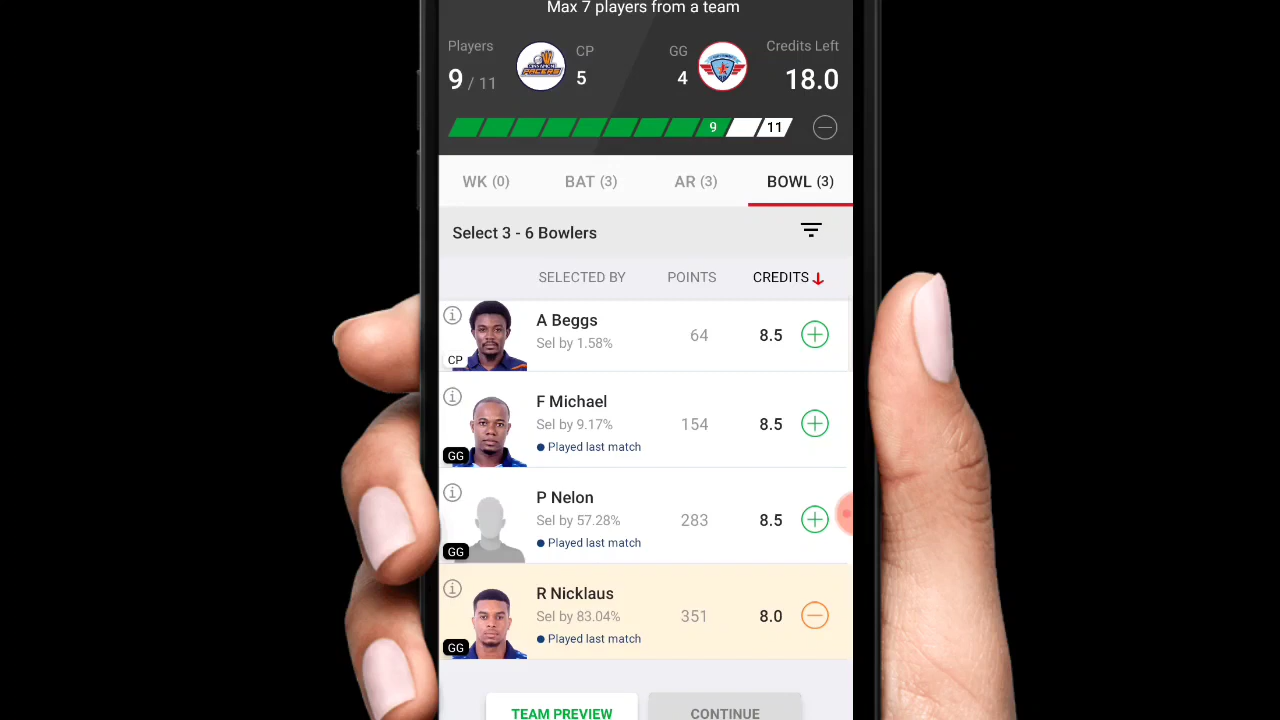 Max 7 players from a team
Players
CP
GG
Credits Left
9 / 11
5
4
18.0
9
11
WK (0)
BAT (3)
AR (3)
BOWL (3)
Select 3 - 6 Bowlers
SELECTED BY
POINTS
CREDITS
A Beggs
Sel by 1.58%
64
8.5
CP
F Michael
Sel by 9.17%
154
8.5
Played last match
GG
P Nelon
Sel by 57.28%
283
8.5
Played last match
GG
R Nicklaus
Sel by 83.04%
351
8.0
Played last match
GG
TEAM PREVIEW
CONTINUE